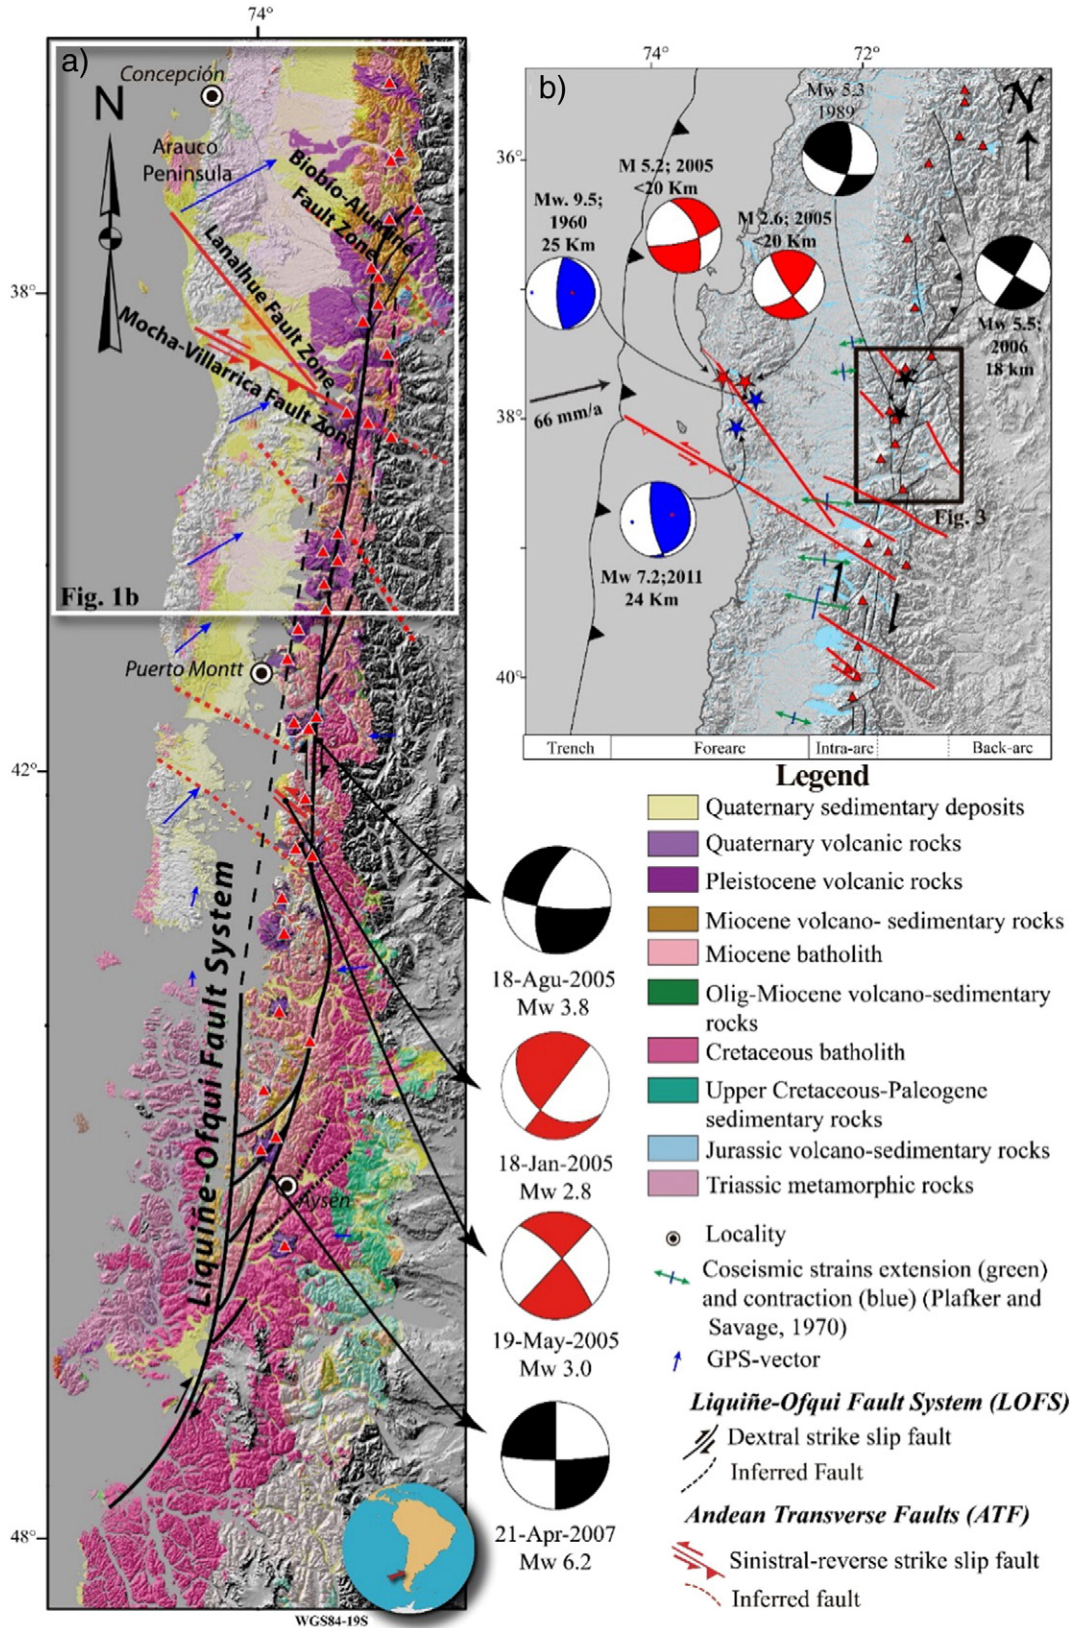 74°
a)
Concepción
N
Arauco
Peninsula
Biobío-Alumine
Fault Zone
Lanalhue Fault Zone
38°
Mocha-Villarrica Fault Zone
Fig. 1b
Puerto Montt
42°
Liquiñe-Ofqui Fault System
Aysén
48°
WGS84-19S
74°
72°
b)
N
Mw 5.3
1989
36°
M 5.2; 2005
<20 Km
Mw. 9.5;
1960
25 Km
M 2.6; 2005
<20 Km
Mw 5.5;
2006
18 km
66 mm/a
38°
Fig. 3
Mw 7.2;2011
24 Km
40°
Trench
Forearc
Intra-arc
Back-arc
18-Agu-2005
Mw 3.8
18-Jan-2005
Mw 2.8
19-May-2005
Mw 3.0
21-Apr-2007
Mw 6.2
Legend
Quaternary sedimentary deposits
Quaternary volcanic rocks
Pleistocene volcanic rocks
Miocene volcano- sedimentary rocks
Miocene batholith
Olig-Miocene volcano-sedimentary
rocks
Cretaceous batholith
Upper Cretaceous-Paleogene
sedimentary rocks
Jurassic volcano-sedimentary rocks
Triassic metamorphic rocks
Locality
Coseismic strains extension (green)
and contraction (blue) (Plafker and
Savage, 1970)
GPS-vector
Liquiñe-Ofqui Fault System (LOFS)
Dextral strike slip fault
Inferred Fault
Andean Transverse Faults (ATF)
Sinistral-reverse strike slip fault
Inferred fault